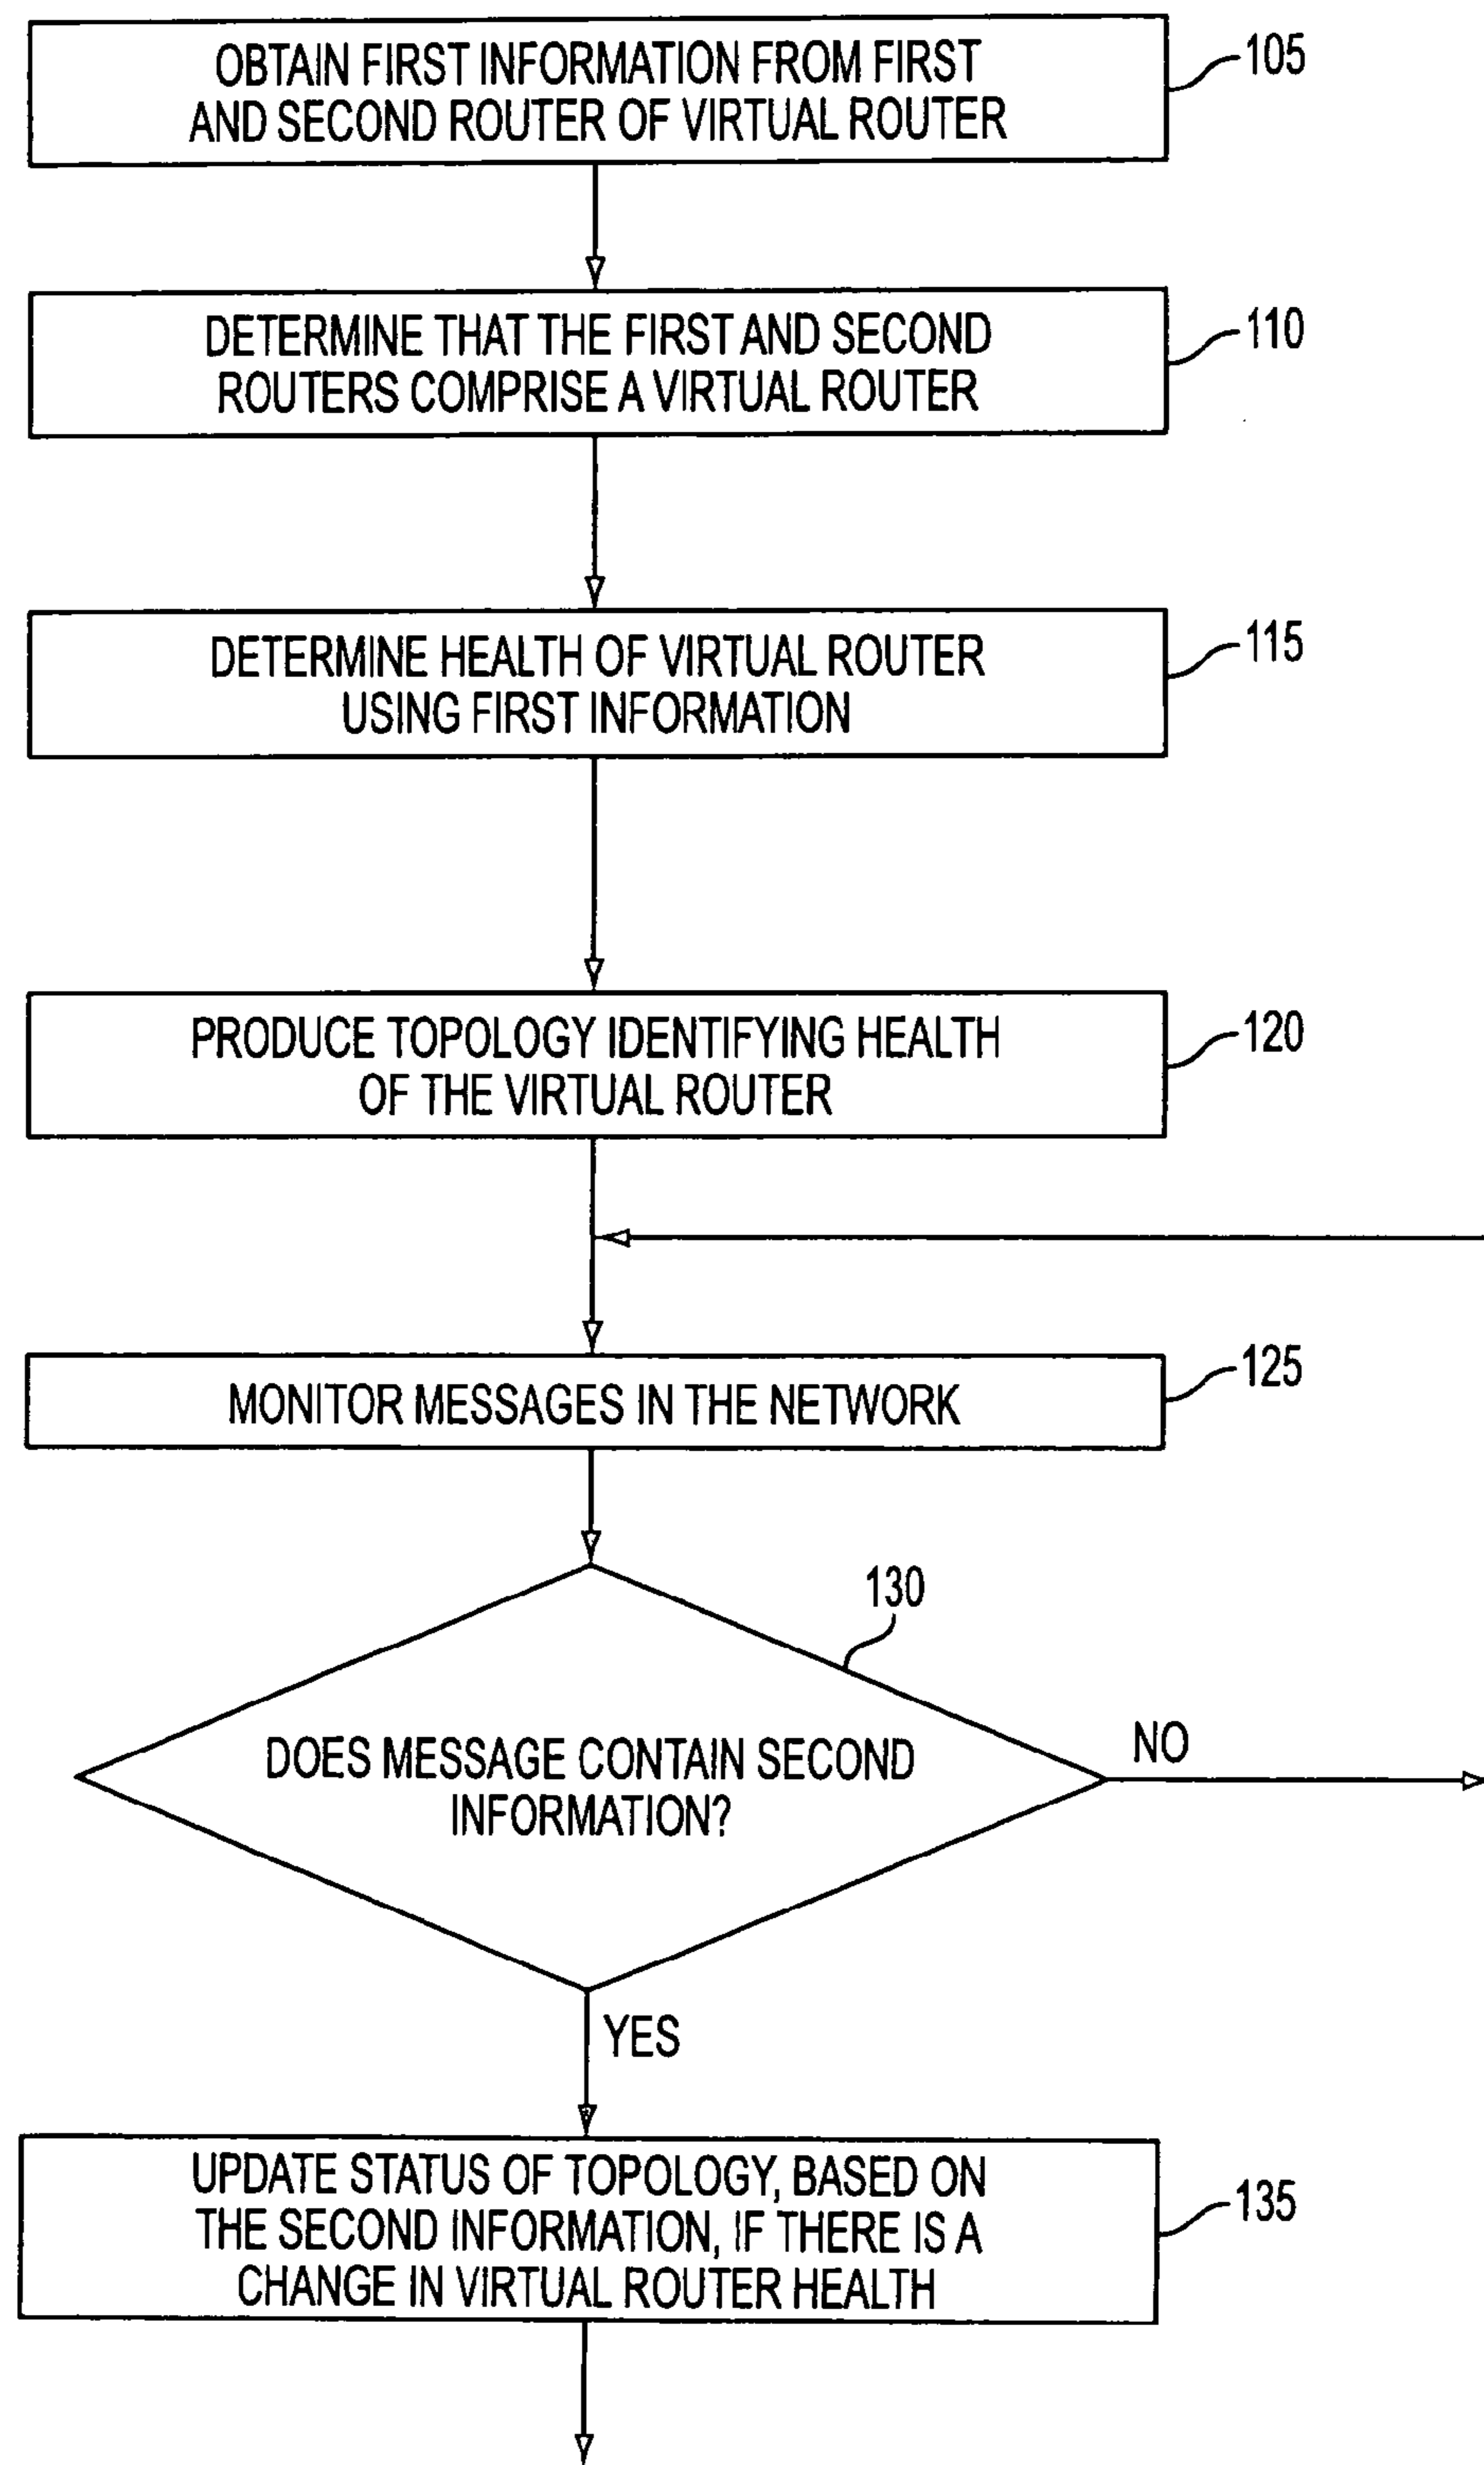 OBTAIN FIRST INFORMATION FROM FIRST
AND SECOND ROUTER OF VIRTUAL ROUTER
105
DETERMINE THAT THE FIRST AND SECOND
ROUTERS COMPRISE A VIRTUAL ROUTER
110
DETERMINE HEALTH OF VIRTUAL ROUTER
USING FIRST INFORMATION
115
PRODUCE TOPOLOGY IDENTIFYING HEALTH
OF THE VIRTUAL ROUTER
120
MONITOR MESSAGES IN THE NETWORK
125
130
DOES MESSAGE CONTAIN SECOND
INFORMATION?
NO
YES
UPDATE STATUS OF TOPOLOGY, BASED ON
THE SECOND INFORMATION, IF THERE IS A
CHANGE IN VIRTUAL ROUTER HEALTH
135